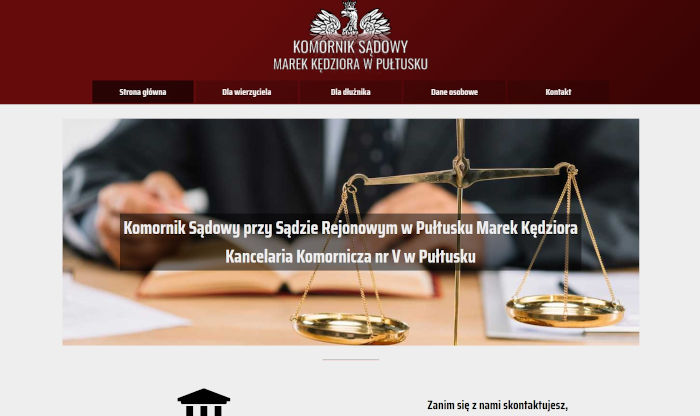 KOMORNIK SĄDOWY
MAREK KĘDZIORA W PUŁTUSKU
Strona główna
Dla wierzyciela
Dla dłużnika
Dane osobowe
Kontakt
Komornik Sądowy przy Sądzie Rejonowym w Pułtusku Marek Kędziora
Kancelaria Komornicza nr V w Pułtusku
Zanim się z nami skontaktujesz,